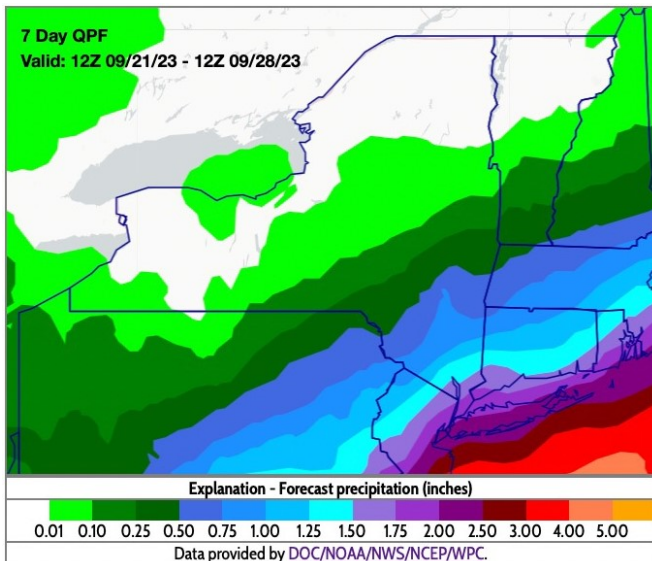 7 Day QPF
Valid: 12Z 09/21/23 - 12Z 09/28/23
Explanation - Forecast precipitation (inches)
0.01 0.10 0.25 0.50 0.75 1.00 1.25 1.50 1.75 2.00 2.50 3.00 4.00 5.00
Data provided by DOC/NOAA/NWS/NCEP/WPC.